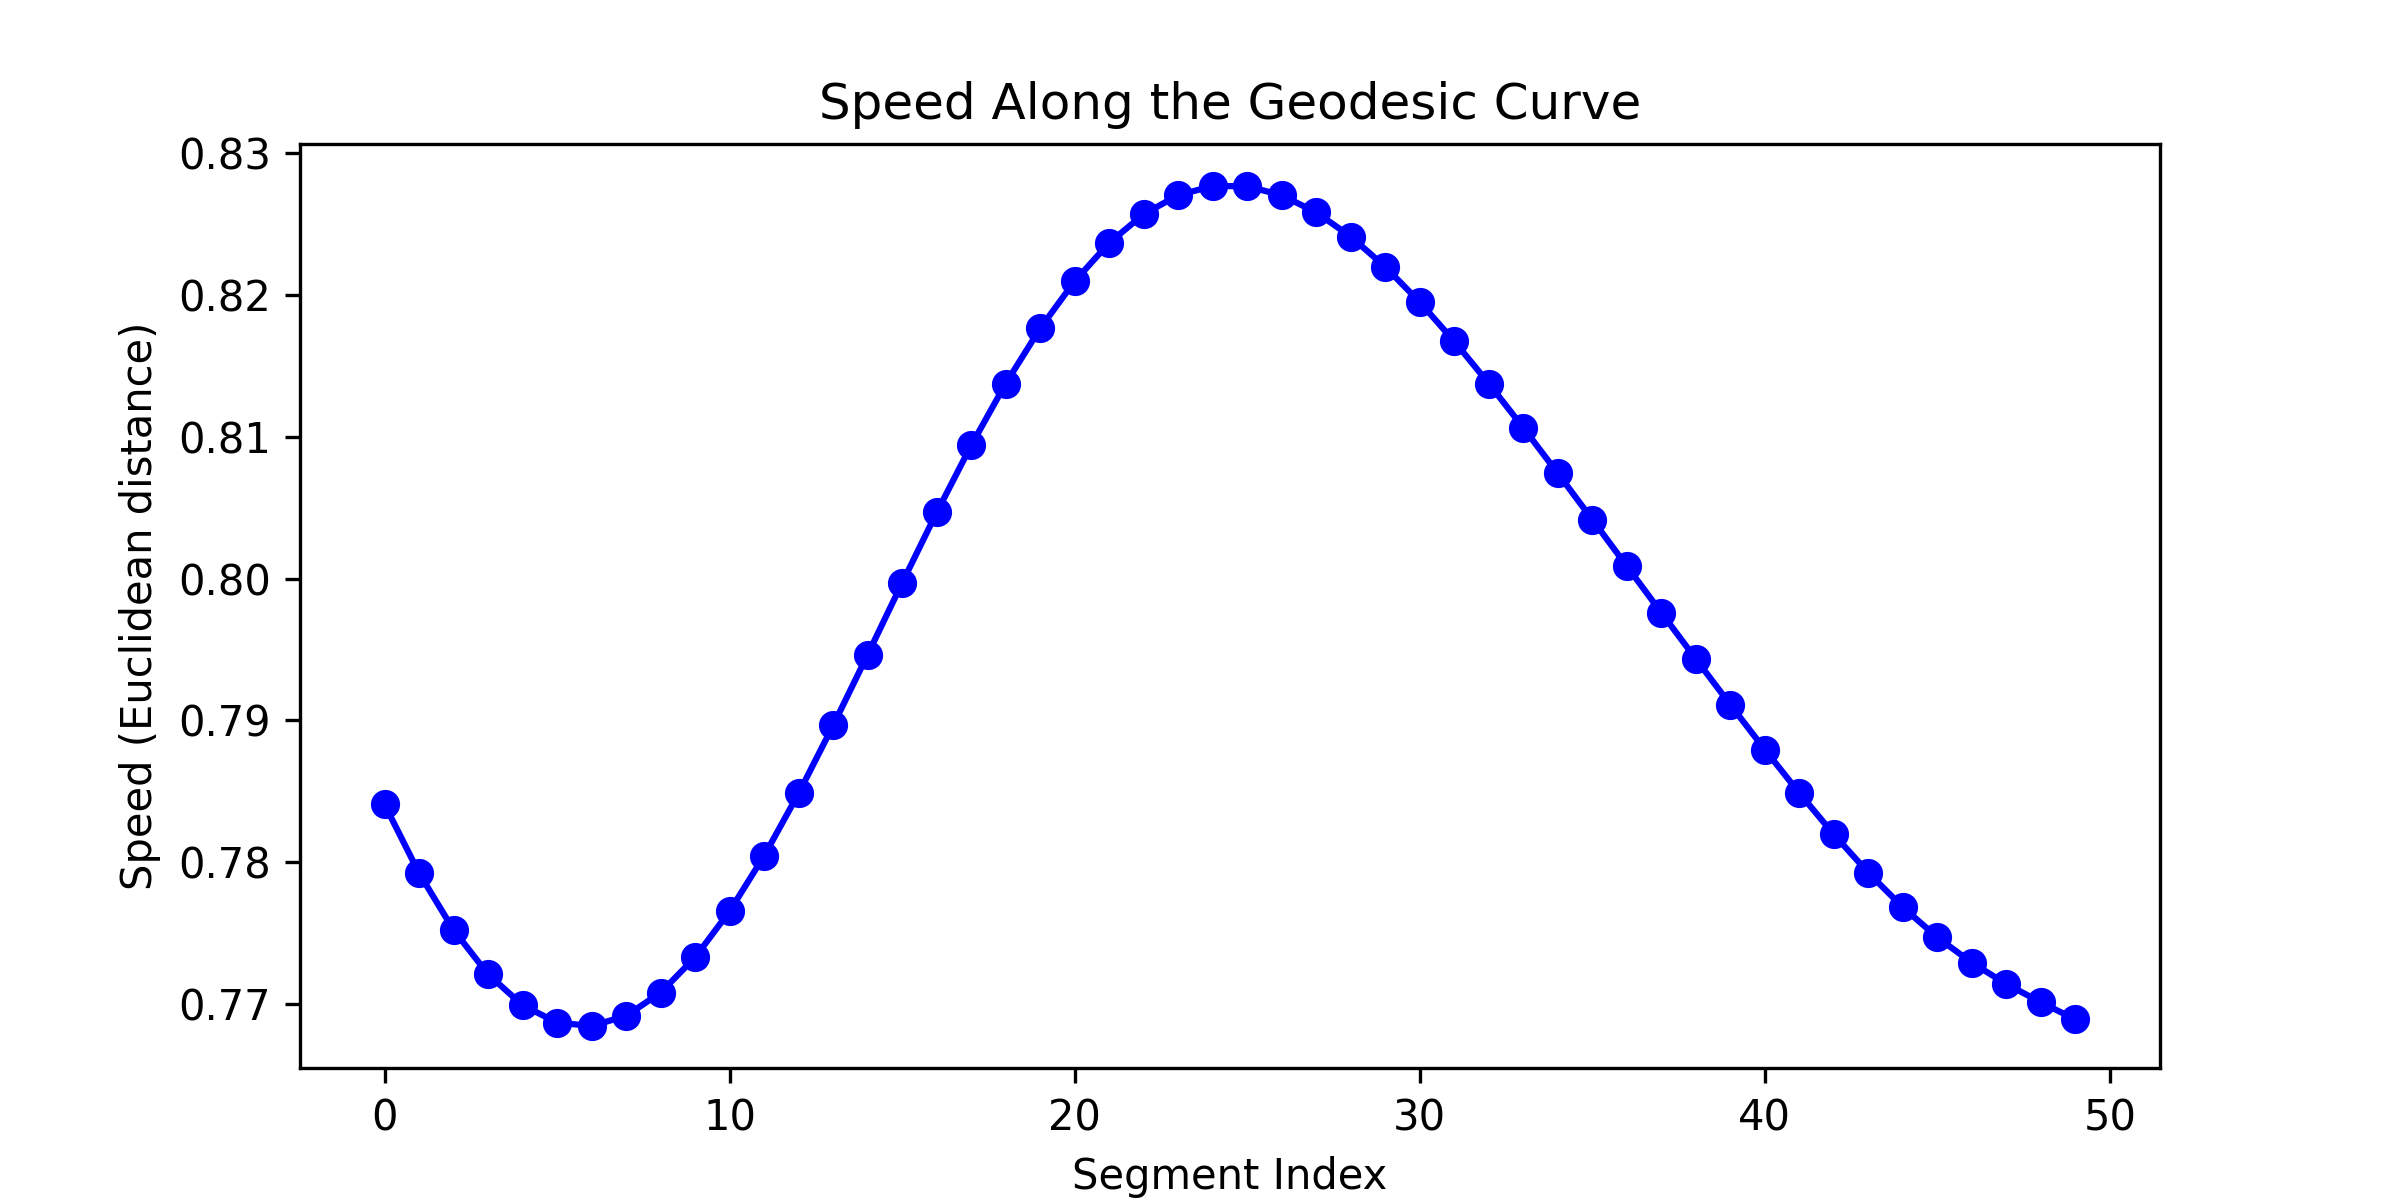 Speed Along the Geodesic Curve
Speed (Euclidean distance)
0.83
0.82
0.81
0.80
0.79
0.78
0.77
0 10 20 30 40 50
Segment Index